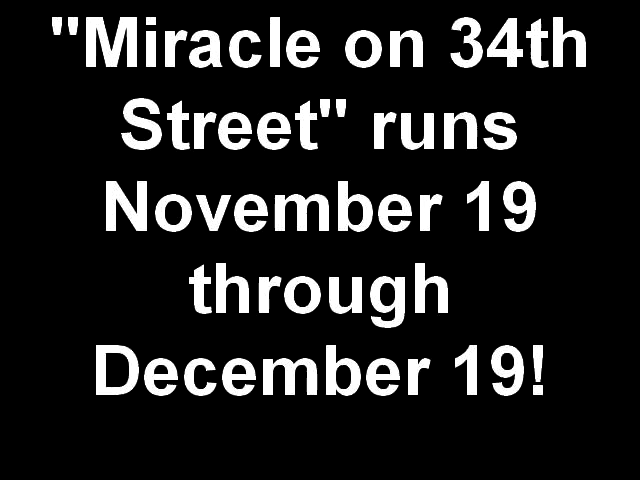 "Miracle on 34th
Street" runs
November 19
through
December 19!